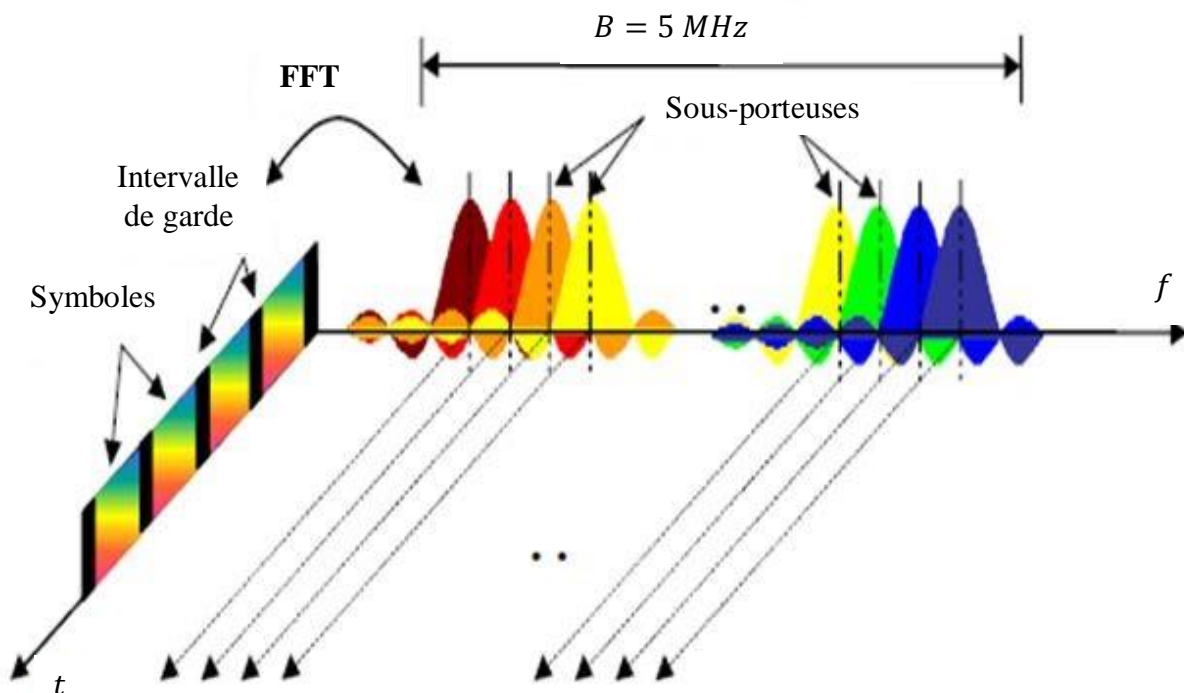 B = 5 MHz
FFT
Sous-porteuses
Intervalle
de garde
Symboles
f
t